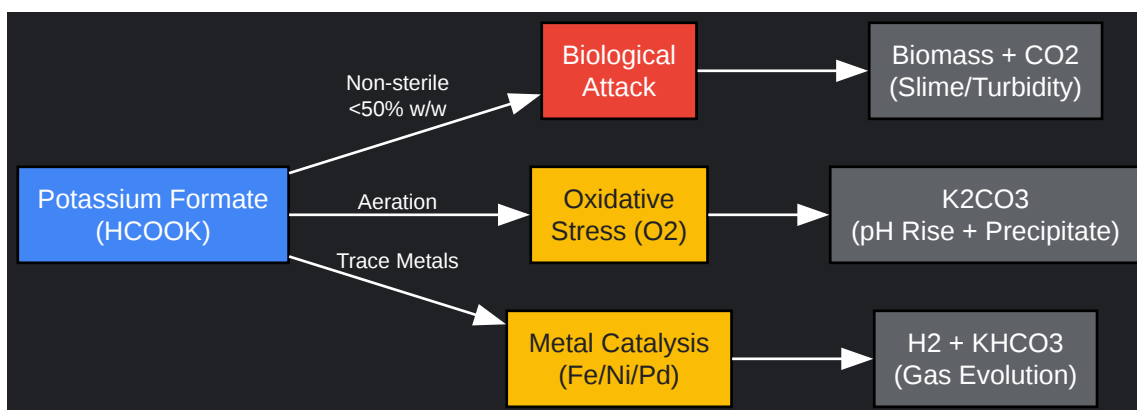 Biological
Attack
Biomass + CO2
(Slime/Turbidity)
Non-sterile
<50% w/w
Potassium Formate
(HCOOK)
Aeration
Oxidative
Stress (O2)
K2CO3
(pH Rise + Precipitate)
Trace Metals
Metal Catalysis
(Fe/Ni/Pd)
H2 + KHCO3
(Gas Evolution)